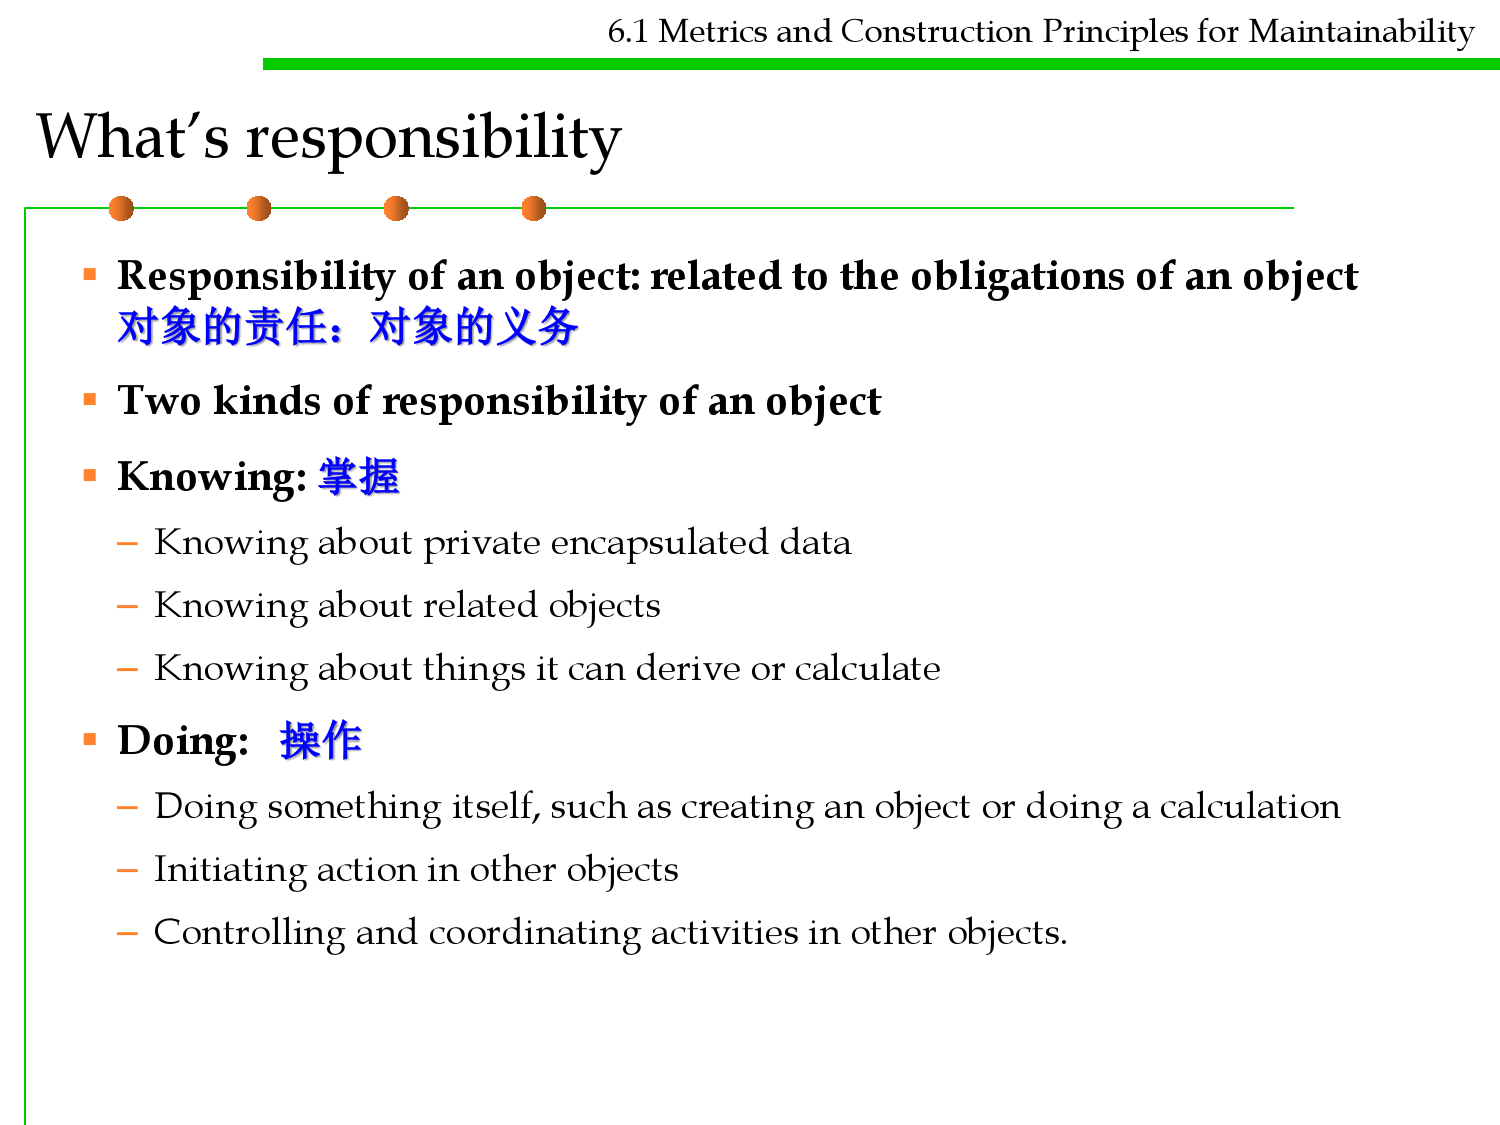 6.1 Metrics and Construction Principles for Maintainability
What’s responsibility
▪ Responsibility of an object: related to the obligations of an object
对象的责任：对象的义务
▪ Two kinds of responsibility of an object
▪ Knowing: 掌握
– Knowing about private encapsulated data
– Knowing about related objects
– Knowing about things it can derive or calculate
▪ Doing: 操作
– Doing something itself, such as creating an object or doing a calculation
– Initiating action in other objects
– Controlling and coordinating activities in other objects.